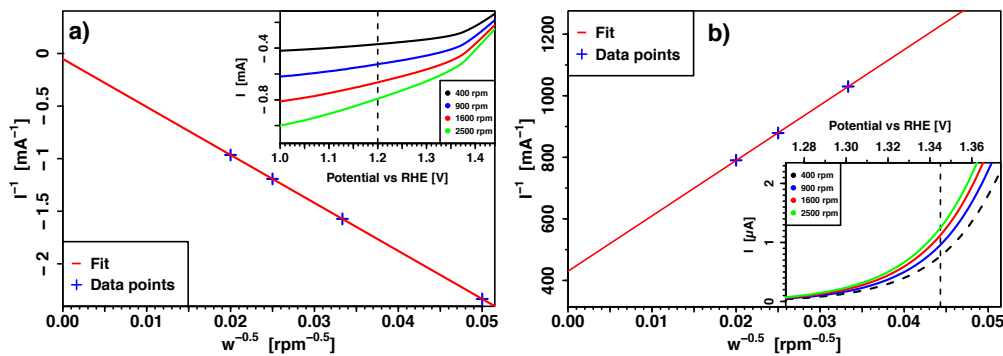 a)
I⁻¹ [mA⁻¹]
0
−0.5
−1
−1.5
−2
0.00
0.01
0.02
0.03
0.04
0.05
w⁻⁰·⁵ [rpm⁻⁰·⁵]
Fit
Data points
I [mA]
−0.4
−0.8
1.0
1.1
1.2
1.3
1.4
Potential vs RHE [V]
400 rpm
900 rpm
1600 rpm
2500 rpm
b)
Fit
Data points
I⁻¹ [mA⁻¹]
1200
1000
800
600
400
0.00
0.01
0.02
0.03
0.04
0.05
w⁻⁰·⁵ [rpm⁻⁰·⁵]
Potential vs RHE [V]
1.28
1.30
1.32
1.34
1.36
400 rpm
900 rpm
1600 rpm
2500 rpm
I [µA]
2
1
0